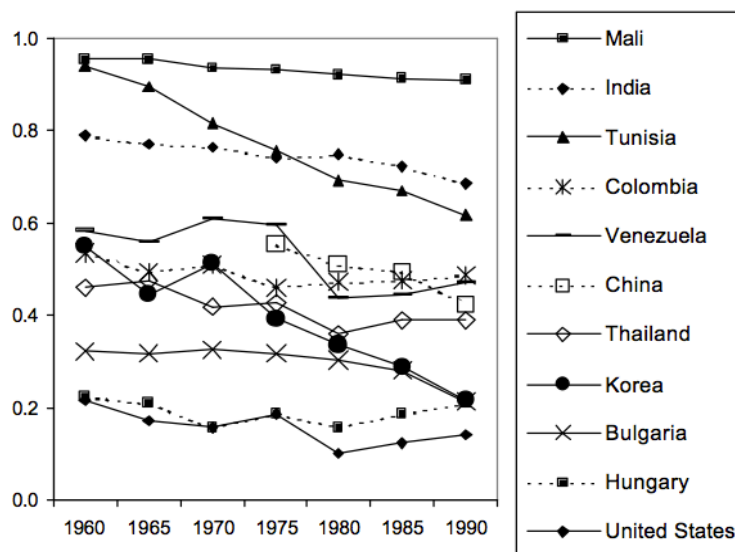 1.0
0.8
0.6
0.4
0.2
0.0
1960 1965 1970 1975 1980 1985 1990
Mali
India
Tunisia
Colombia
Venezuela
China
Thailand
Korea
Bulgaria
Hungary
United States